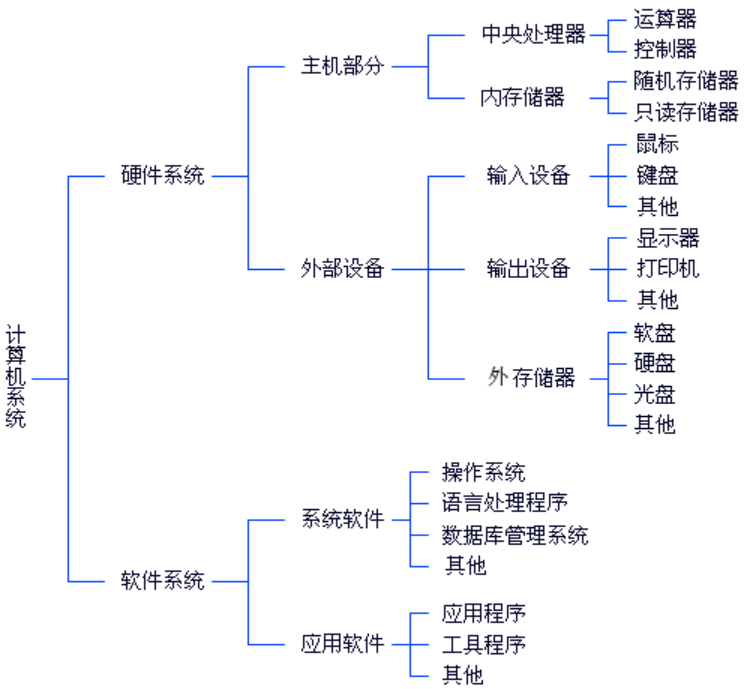 计算机系统
硬件系统
主机部分
中央处理器
运算器
控制器
内存储器
随机存储器
只读存储器
外部设备
输入设备
鼠标
键盘
其他
输出设备
显示器
打印机
其他
外存储器
软盘
硬盘
光盘
其他
软件系统
系统软件
操作系统
语言处理程序
数据库管理系统
其他
应用软件
应用程序
工具程序
其他